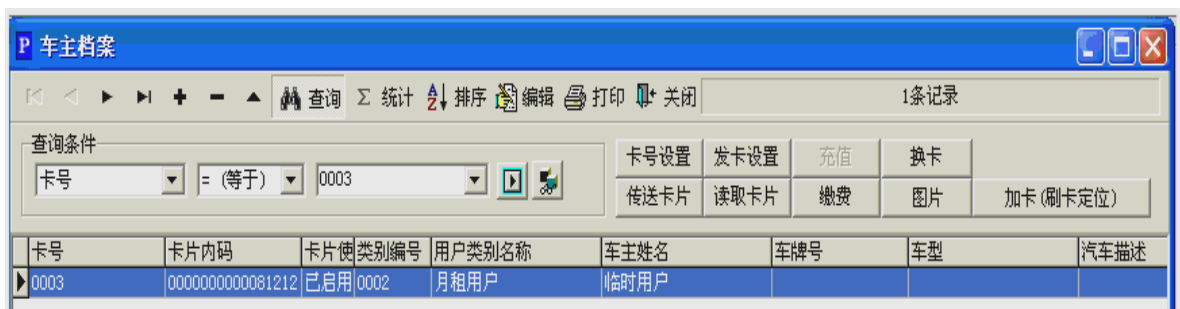 P 车主档案
查询 Σ 统计 排序 编辑 打印 关闭 1条记录
查询条件
卡号 = (等于) 0003
卡号设置 发卡设置 充值 换卡
传送卡片 读取卡片 缴费 图片 加卡(刷卡定位)
卡号 卡片内码 卡片使 类别编号 用户类别名称 车主姓名 车牌号 车型 汽车描述
0003 0000000000081212 已启用 0002 月租用户 临时用户